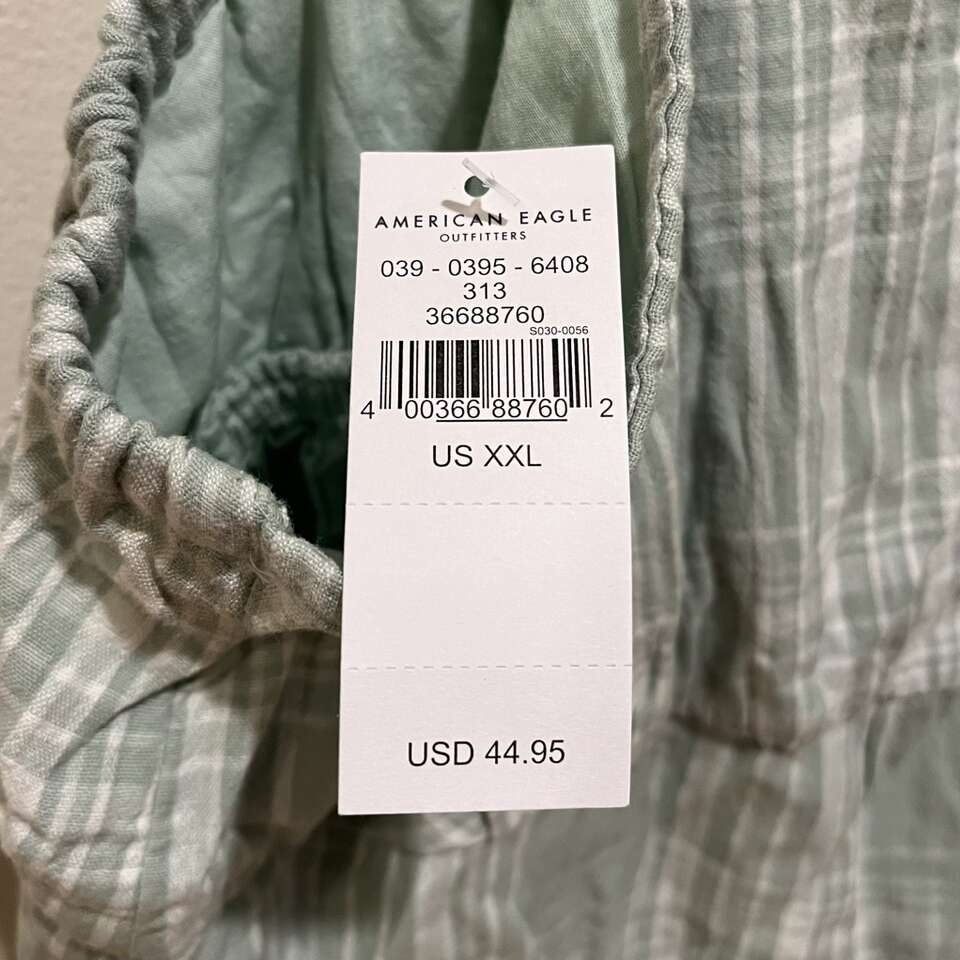 AMERICAN EAGLE
OUTFITTERS
039 - 0395 - 6408
313
36688760
S030-0056
4 00366 88760 2
US XXL
USD 44.95